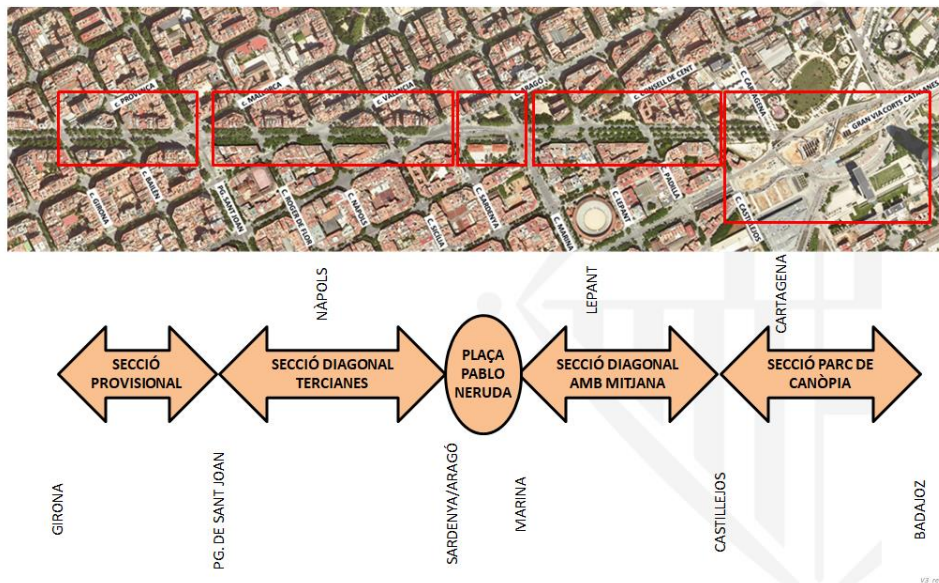 C. PROVENÇA
C. MALLORCA
C. VALÈNCIA
C. ARAGÓ
C. CONSELL DE CENT
C. CARTAGENA
GRAN VIA CORTS CATALANES
C. GIRONA
C. BAILÈN
PG. SANT JOAN
C. ROGER DE FLOR
C. NÀPOLS
C. SICÍLIA
C. SARDENYA
C. MARINA
C. LEPANT
C. PADILLA
C. CASTILLEJOS
NÀPOLS
LEPANT
CARTAGENA
SECCIÓ
PROVISIONAL
SECCIÓ DIAGONAL
TERCIANES
PLAÇA
PABLO
NERUDA
SECCIÓ DIAGONAL
AMB MITJANA
SECCIÓ PARC DE
CANÒPIA
GIRONA
PG. DE SANT JOAN
SARDENYA/ARAGÓ
MARINA
CASTILLEJOS
BADAJOZ